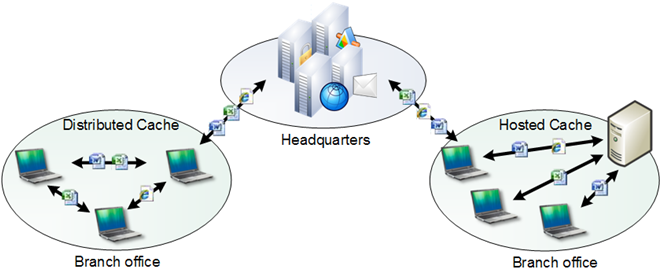 Distributed Cache
Headquarters
Hosted Cache
Branch office
Branch office